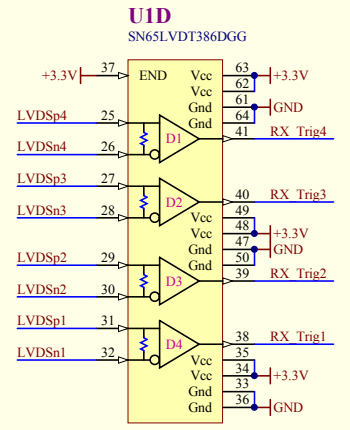 U1D
SN65LVDT386DGG
+3.3V 37 END Vcc 63 +3.3V
Vcc 62
Gnd 61 GND
Gnd 64
LVDSp4 25 D1 41 RX_Trig4
LVDSn4 26
LVDSp3 27 D2 40 RX_Trig3
LVDSn3 28 Vcc 49
Vcc 48 +3.3V
Gnd 47 GND
Gnd 50
LVDSp2 29 D3 39 RX_Trig2
LVDSn2 30
LVDSp1 31 D4 38 RX_Trig1
LVDSn1 32 Vcc 35
Vcc 34 +3.3V
Gnd 33
Gnd 36 GND